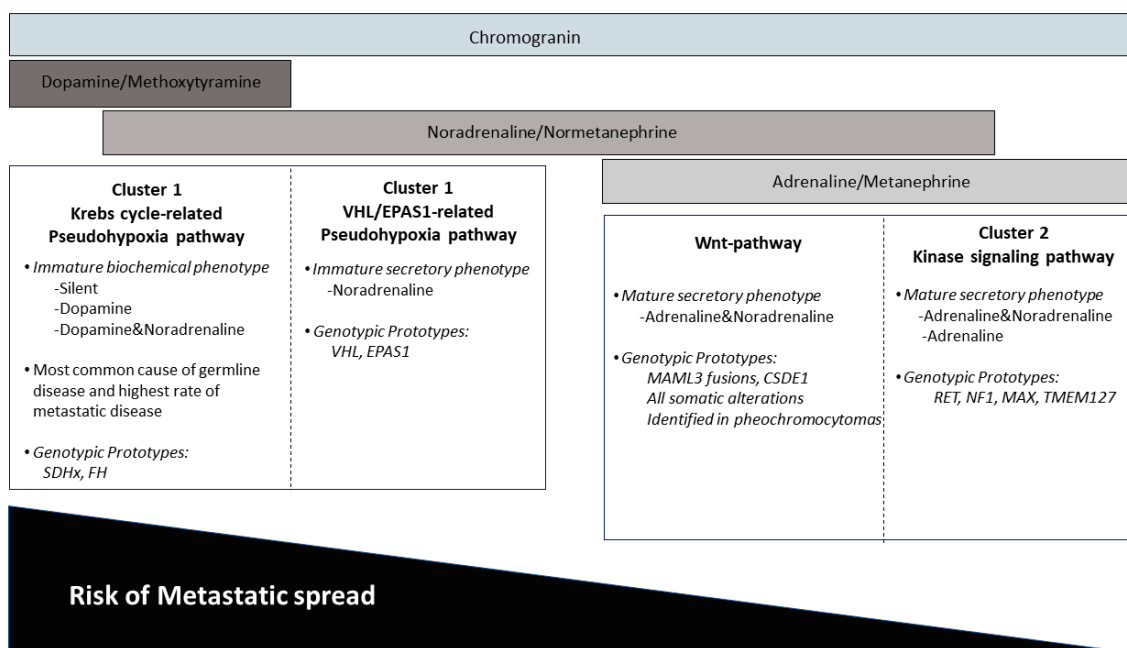 Chromogranin
Dopamine/Methoxytyramine
Noradrenaline/Normetanephrine
Adrenaline/Metanephrine
Cluster 1
Krebs cycle-related
Pseudohypoxia pathway
• Immature biochemical phenotype
-Silent
-Dopamine
-Dopamine&Noradrenaline
• Most common cause of germline
disease and highest rate of
metastatic disease
• Genotypic Prototypes:
SDHx, FH
Cluster 1
VHL/EPAS1-related
Pseudohypoxia pathway
• Immature secretory phenotype
-Noradrenaline
• Genotypic Prototypes:
VHL, EPAS1
Wnt-pathway
• Mature secretory phenotype
-Adrenaline&Noradrenaline
• Genotypic Prototypes:
MAML3 fusions, CSDE1
All somatic alterations
Identified in pheochromocytomas
Cluster 2
Kinase signaling pathway
• Mature secretory phenotype
-Adrenaline&Noradrenaline
-Adrenaline
• Genotypic Prototypes:
RET, NF1, MAX, TMEM127
Risk of Metastatic spread